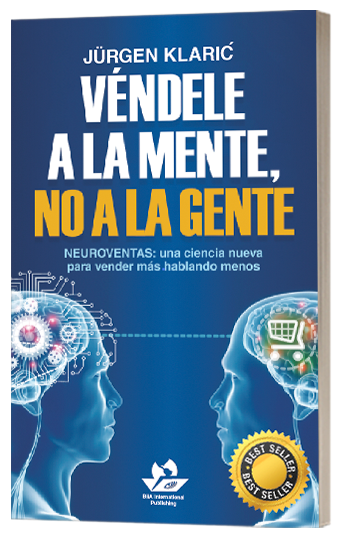 JÜRGEN KLARIĆ
VÉNDELE
A LA MENTE,
NO A LA GENTE
NEUROVENTAS: una ciencia nueva
para vender más hablando menos
BEST SELLER
BEST SELLER
BIIA International
Publishing